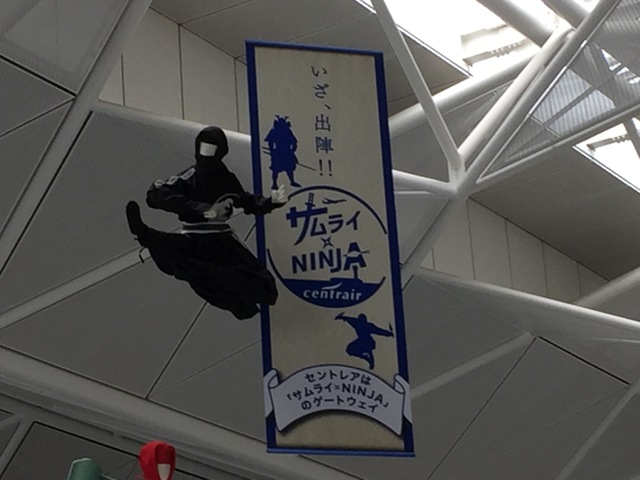 いざ、出陣!!
サムライ
×
NINJA
centrair
セントレアは
「サムライ×NINJA」
のゲートウェイ